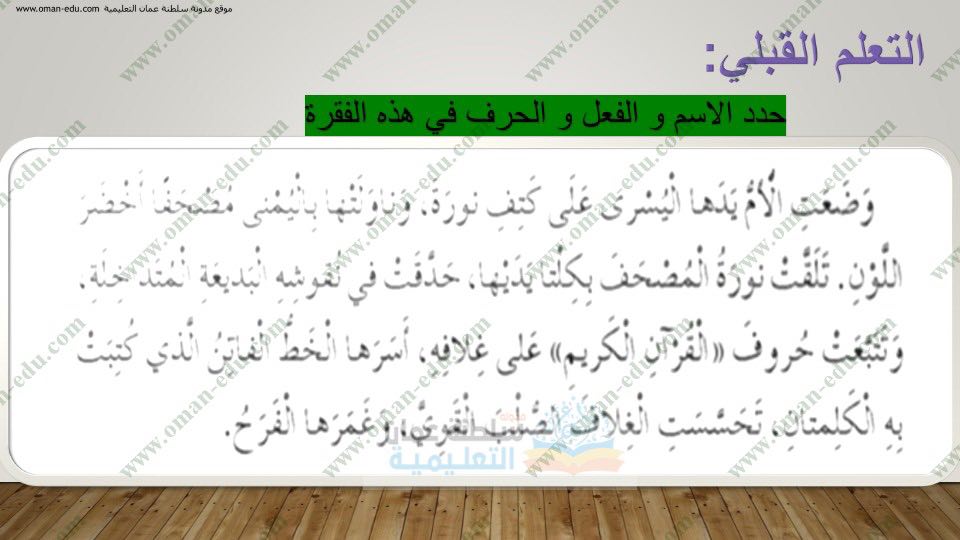 موقع مدونة سلطنة عمان التعليمية www.oman-edu.com
التعلم القبلي:
حدد الاسم و الفعل و الحرف في هذه الفقرة
وَضَعَتِ الْأُمُّ يَدَها الْيُسْرَى عَلَى كَتِفِ نورَةَ، وَناوَلَتْها بِالْيُمْنى مُصْحَفًا أَخْضَرَ
اللَّوْنِ. تَلَقَّتْ نورَةُ الْمُصْحَفَ بِكِلْتا يَدَيْها، حَدَّقَتْ في نُقوشِهِ الْبَديعَةِ الْمُتَداخِلَةِ،
وَتَتَبَّعَتْ حُروفَ «الْقُرْآنِ الْكَريمِ» عَلى غِلافِهِ، أَسَرَها الْخَطُّ الْفاتِنُ الَّذي كُتِبَتْ
بِهِ الْكَلِمتانِ، تَحَسَّسَتِ الْغِلافَ الصُّلْبَ الْقَوِيَّ، وَغَمَرَها الْفَرَحُ.
مدونة
سلطنة عمان
التعليمية
www.oman-edu.com